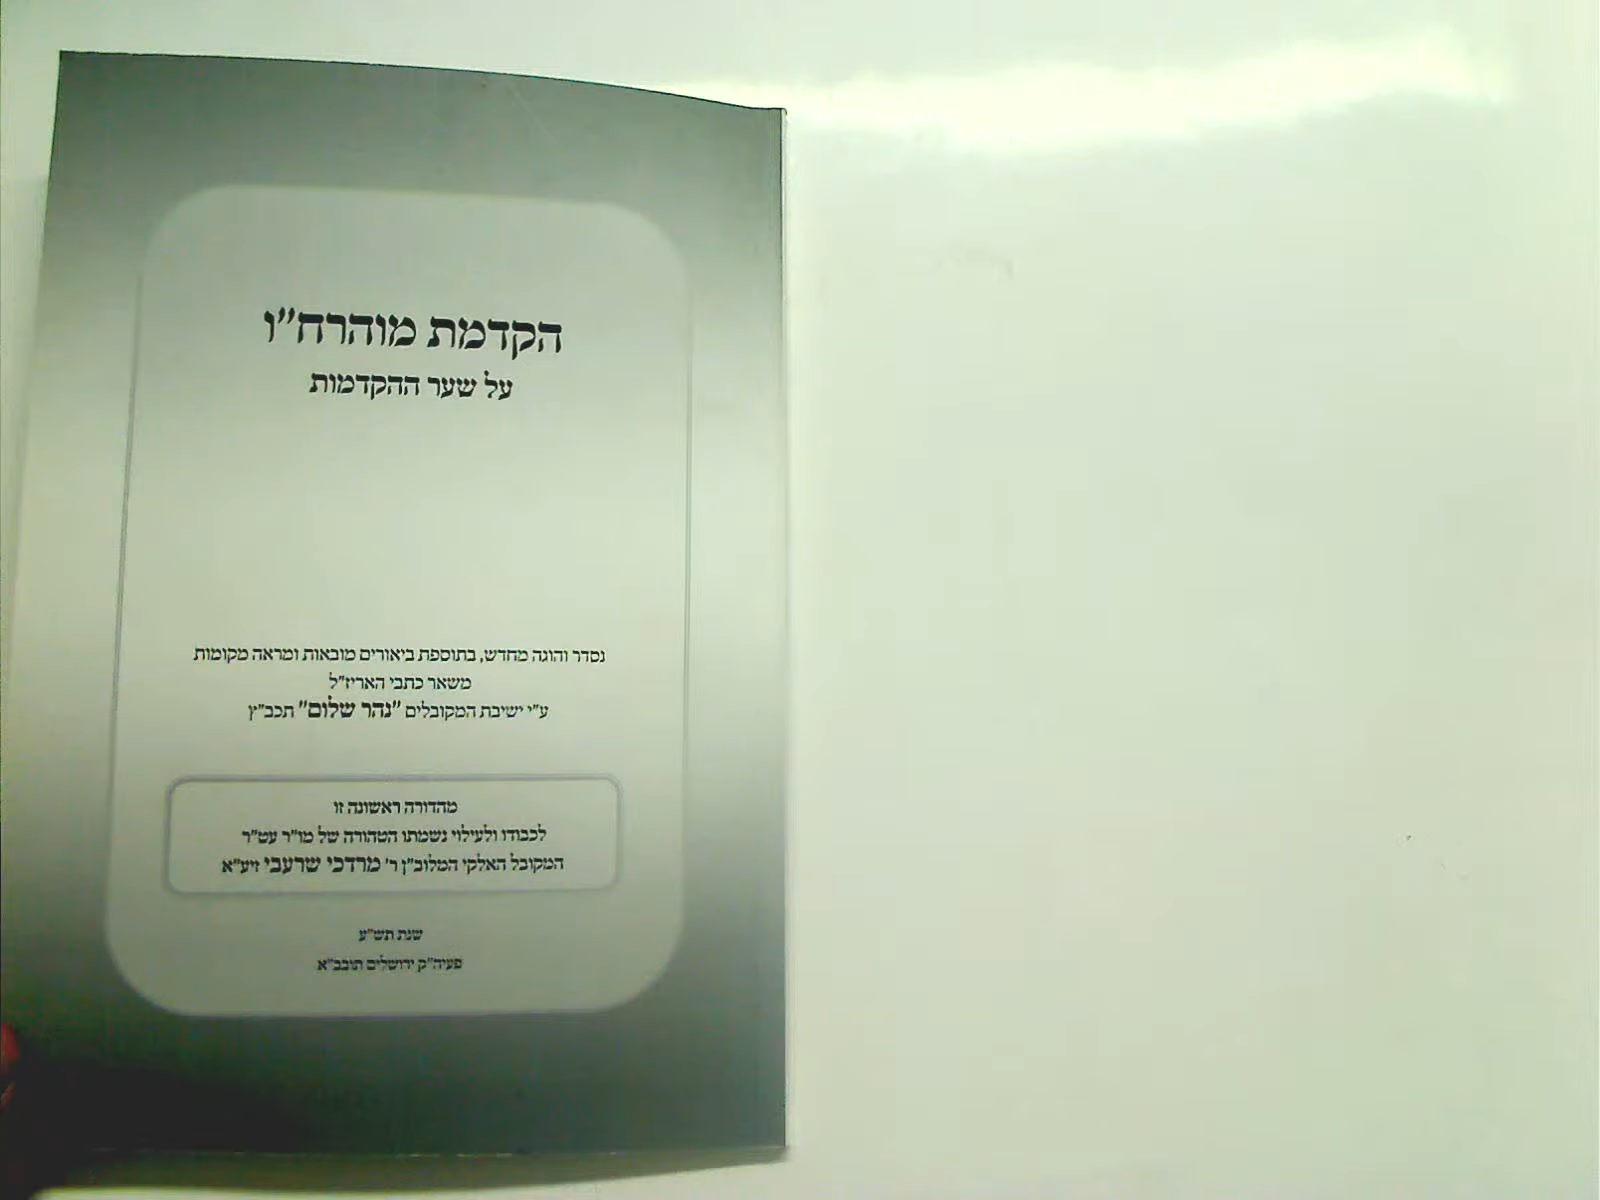 הקדמת מוהרח"ו
על שער ההקדמות
נסדר והוגה מחדש, בתוספת ביאורים מובאות ומראה מקומות
משאר כתבי האריז"ל
ע"י ישיבת המקובלים "נהר שלום" תכב"ץ
מהדורה ראשונה זו
לכבודו ולעילוי נשמתו הטהורה של מו"ר עט"ר
המקובל האלקי המלוב"ן ר' מרדכי שרעבי זיע"א
שנת תש"ע
פעיה"ק ירושלים תובב"א